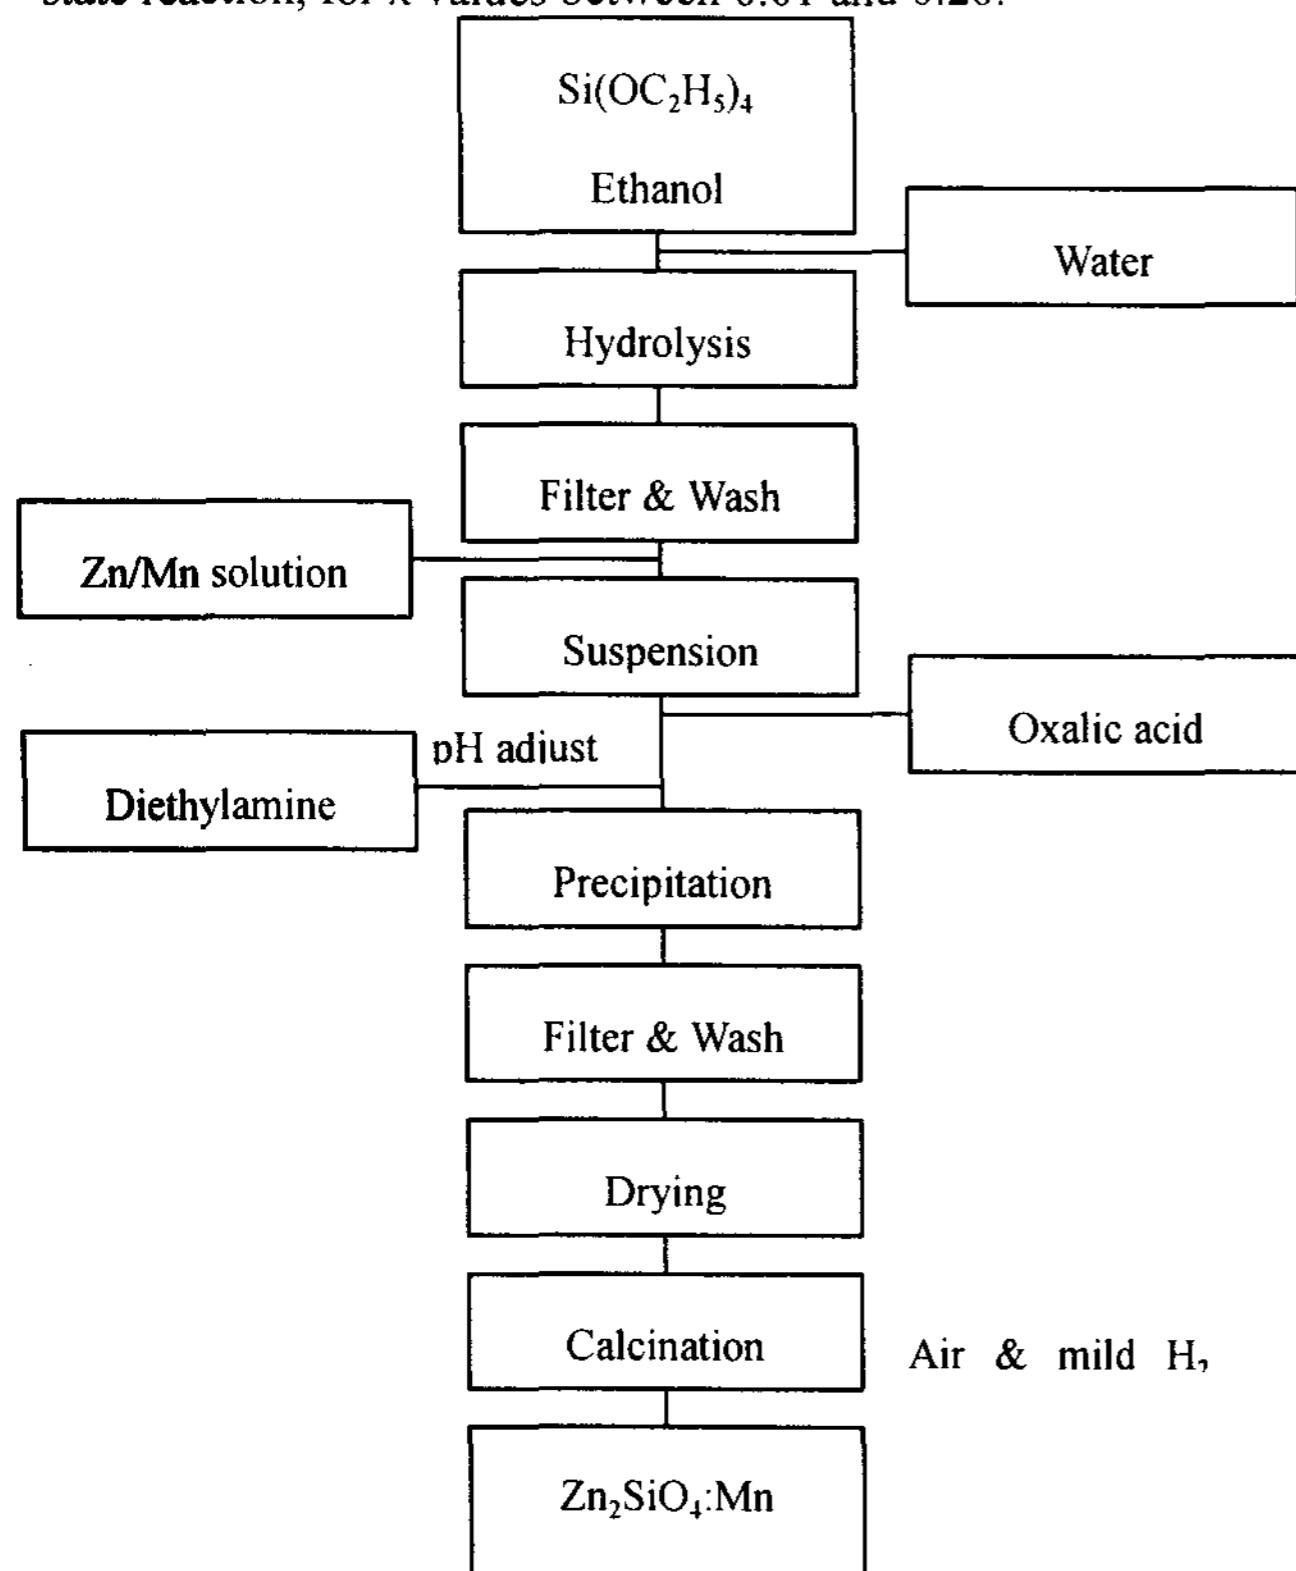 Si(OC₂H₅)₄
Ethanol
Water
Hydrolysis
Filter & Wash
Zn/Mn solution
Suspension
Oxalic acid
pH adjust
Diethylamine
Precipitation
Filter & Wash
Drying
Calcination
Air & mild H₂
Zn₂SiO₄:Mn